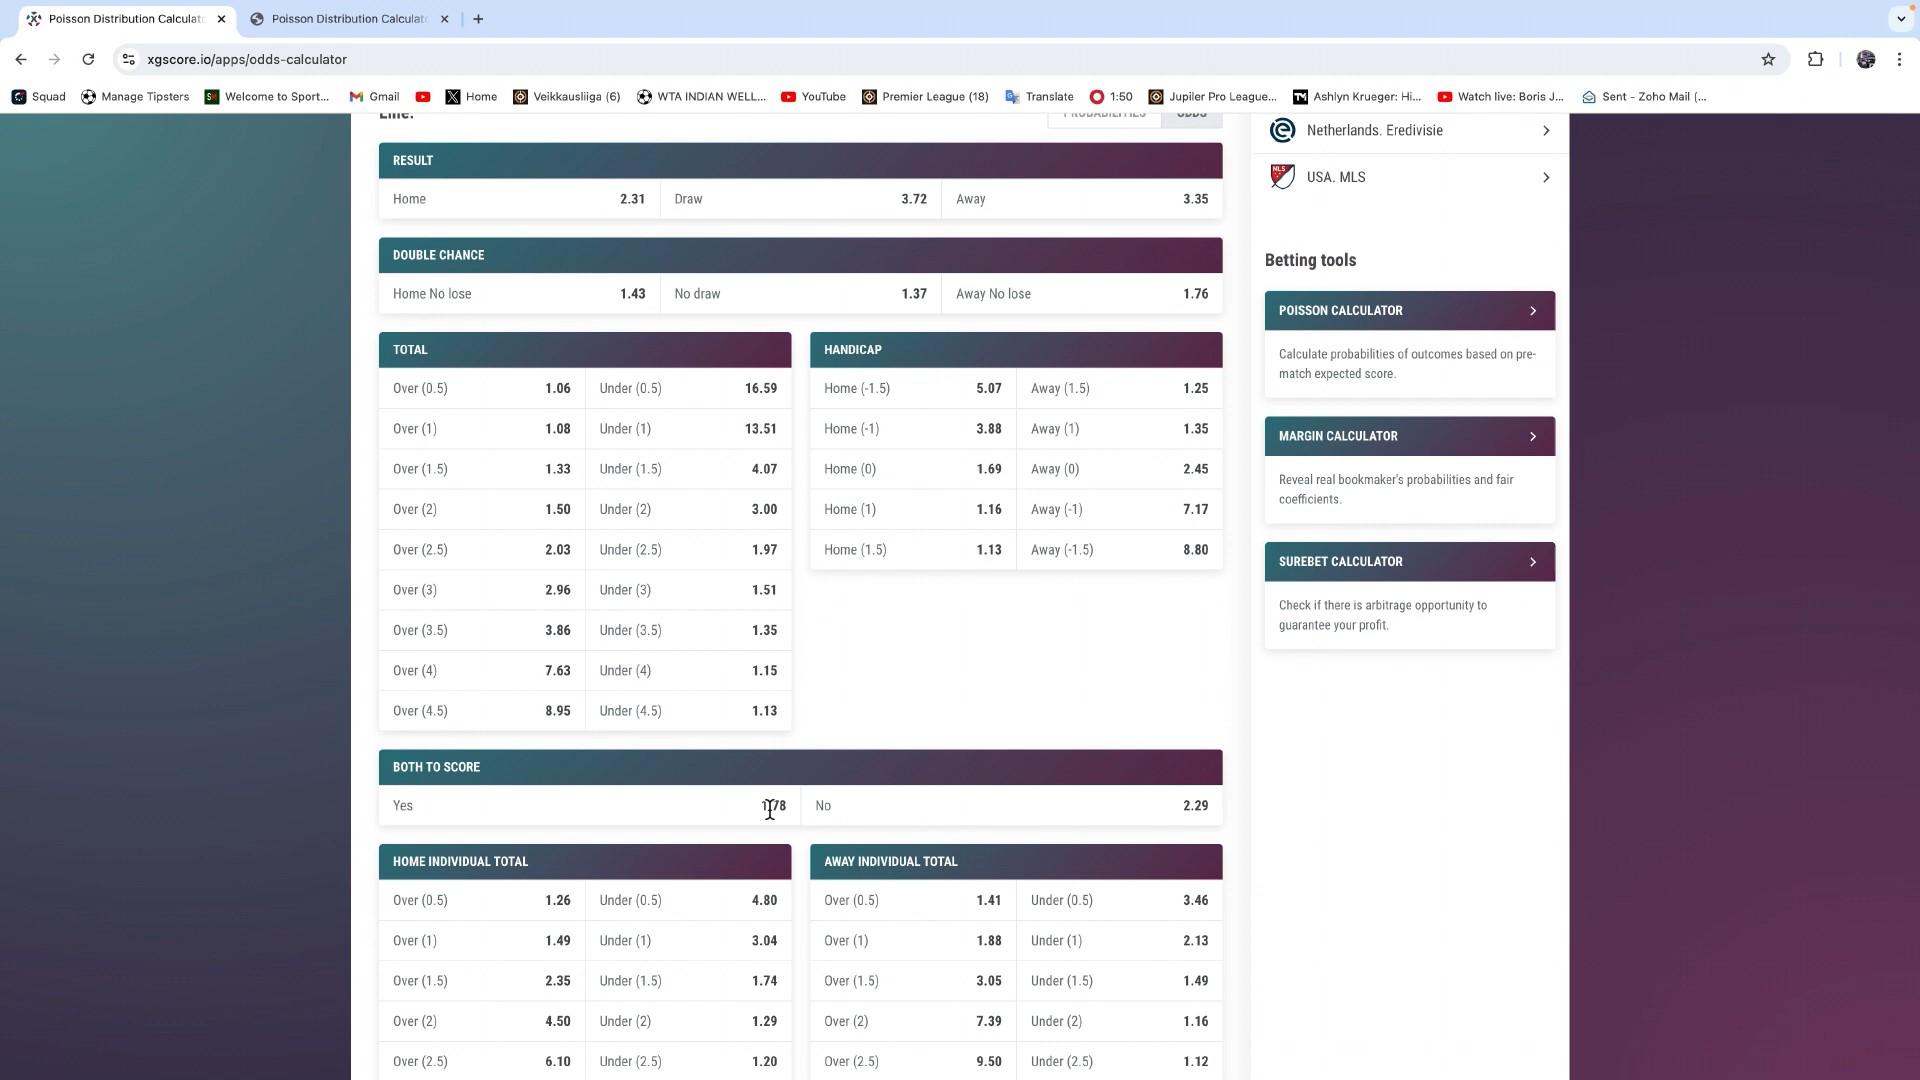 Poisson Distribution Calculat
Poisson Distribution Calculat
xgscore.io/apps/odds-calculator
Squad
Manage Tipsters
Welcome to Sport...
Gmail
Home
Veikkausliiga (6)
WTA INDIAN WELL...
YouTube
Premier League (18)
Translate
1:50
Jupiler Pro League...
Ashlyn Krueger: Hi...
Watch live: Boris J...
Sent - Zoho Mail (...
Line:
PROBABILITIES ODDS
RESULT
Home 2.31 Draw 3.72 Away 3.35
DOUBLE CHANCE
Home No lose 1.43 No draw 1.37 Away No lose 1.76
TOTAL
Over (0.5) 1.06 Under (0.5) 16.59
Over (1) 1.08 Under (1) 13.51
Over (1.5) 1.33 Under (1.5) 4.07
Over (2) 1.50 Under (2) 3.00
Over (2.5) 2.03 Under (2.5) 1.97
Over (3) 2.96 Under (3) 1.51
Over (3.5) 3.86 Under (3.5) 1.35
Over (4) 7.63 Under (4) 1.15
Over (4.5) 8.95 Under (4.5) 1.13
HANDICAP
Home (-1.5) 5.07 Away (1.5) 1.25
Home (-1) 3.88 Away (1) 1.35
Home (0) 1.69 Away (0) 2.45
Home (1) 1.16 Away (-1) 7.17
Home (1.5) 1.13 Away (-1.5) 8.80
BOTH TO SCORE
Yes 1.78 No 2.29
HOME INDIVIDUAL TOTAL
Over (0.5) 1.26 Under (0.5) 4.80
Over (1) 1.49 Under (1) 3.04
Over (1.5) 2.35 Under (1.5) 1.74
Over (2) 4.50 Under (2) 1.29
Over (2.5) 6.10 Under (2.5) 1.20
AWAY INDIVIDUAL TOTAL
Over (0.5) 1.41 Under (0.5) 3.46
Over (1) 1.88 Under (1) 2.13
Over (1.5) 3.05 Under (1.5) 1.49
Over (2) 7.39 Under (2) 1.16
Over (2.5) 9.50 Under (2.5) 1.12
Netherlands. Eredivisie
USA. MLS
Betting tools
POISSON CALCULATOR
Calculate probabilities of outcomes based on pre-
match expected score.
MARGIN CALCULATOR
Reveal real bookmaker's probabilities and fair
coefficients.
SUREBET CALCULATOR
Check if there is arbitrage opportunity to
guarantee your profit.